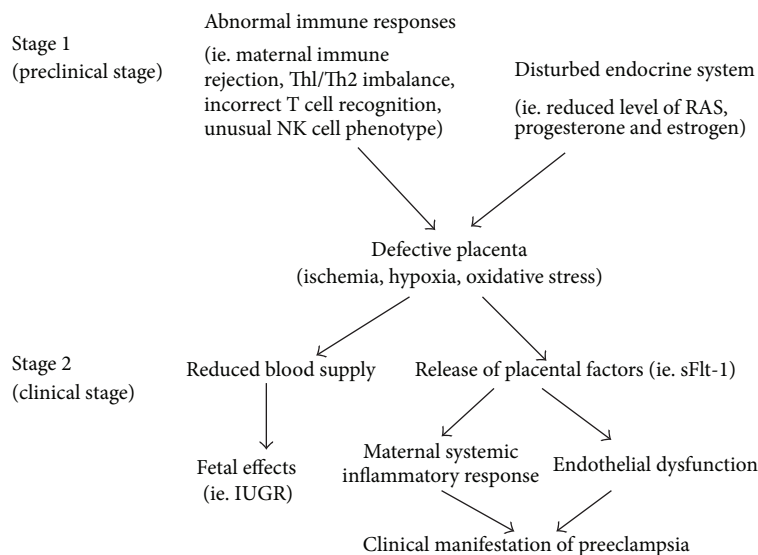 Stage 1
(preclinical stage)
Abnormal immune responses
(ie. maternal immune
rejection, Thl/Th2 imbalance,
incorrect T cell recognition,
unusual NK cell phenotype)
Disturbed endocrine system
(ie. reduced level of RAS,
progesterone and estrogen)
Defective placenta
(ischemia, hypoxia, oxidative stress)
Stage 2
(clinical stage)
Reduced blood supply
Release of placental factors (ie. sFlt-1)
Fetal effects
(ie. IUGR)
Maternal systemic
inflammatory response
Endothelial dysfunction
Clinical manifestation of preeclampsia